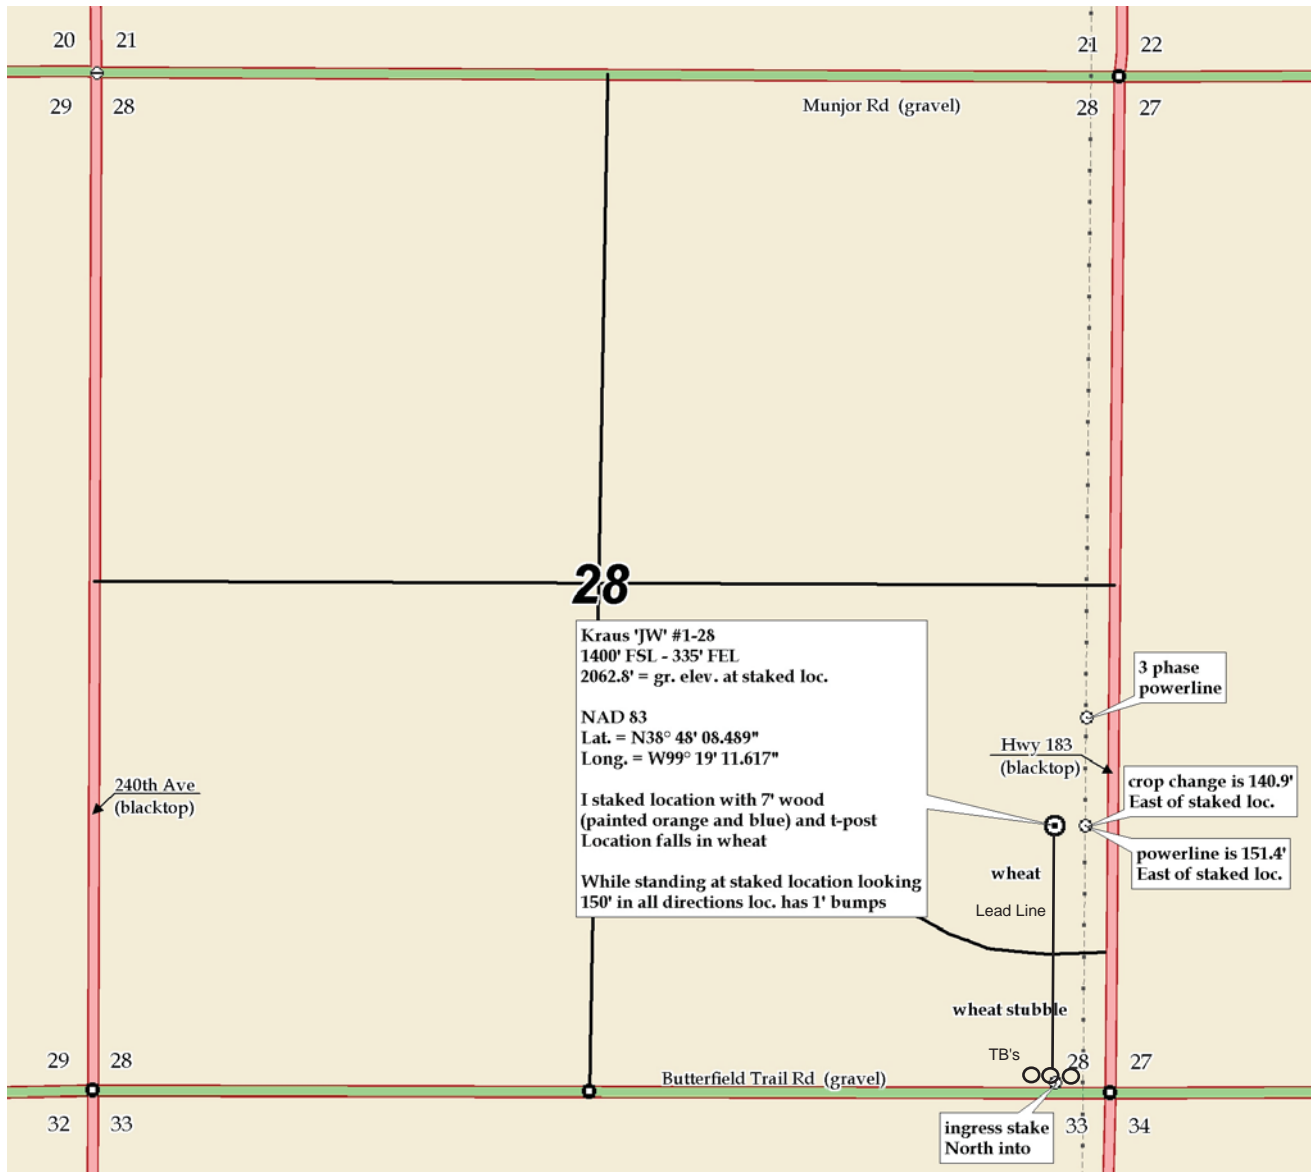 20 21
21 22
29 28
28 27
Munjor Rd (gravel)
28
Kraus 'JW' #1-28
1400' FSL - 335' FEL
2062.8' = gr. elev. at staked loc.
NAD 83
Lat. = N38° 48' 08.489"
Long. = W99° 19' 11.617"
I staked location with 7' wood
(painted orange and blue) and t-post
Location falls in wheat
While standing at staked location looking
150' in all directions loc. has 1' bumps
3 phase
powerline
Hwy 183
(blacktop)
240th Ave
(blacktop)
crop change is 140.9'
East of staked loc.
powerline is 151.4'
East of staked loc.
wheat
Lead Line
wheat stubble
TB's
29 28
28 27
Butterfield Trail Rd (gravel)
32 33
33 34
ingress stake
North into